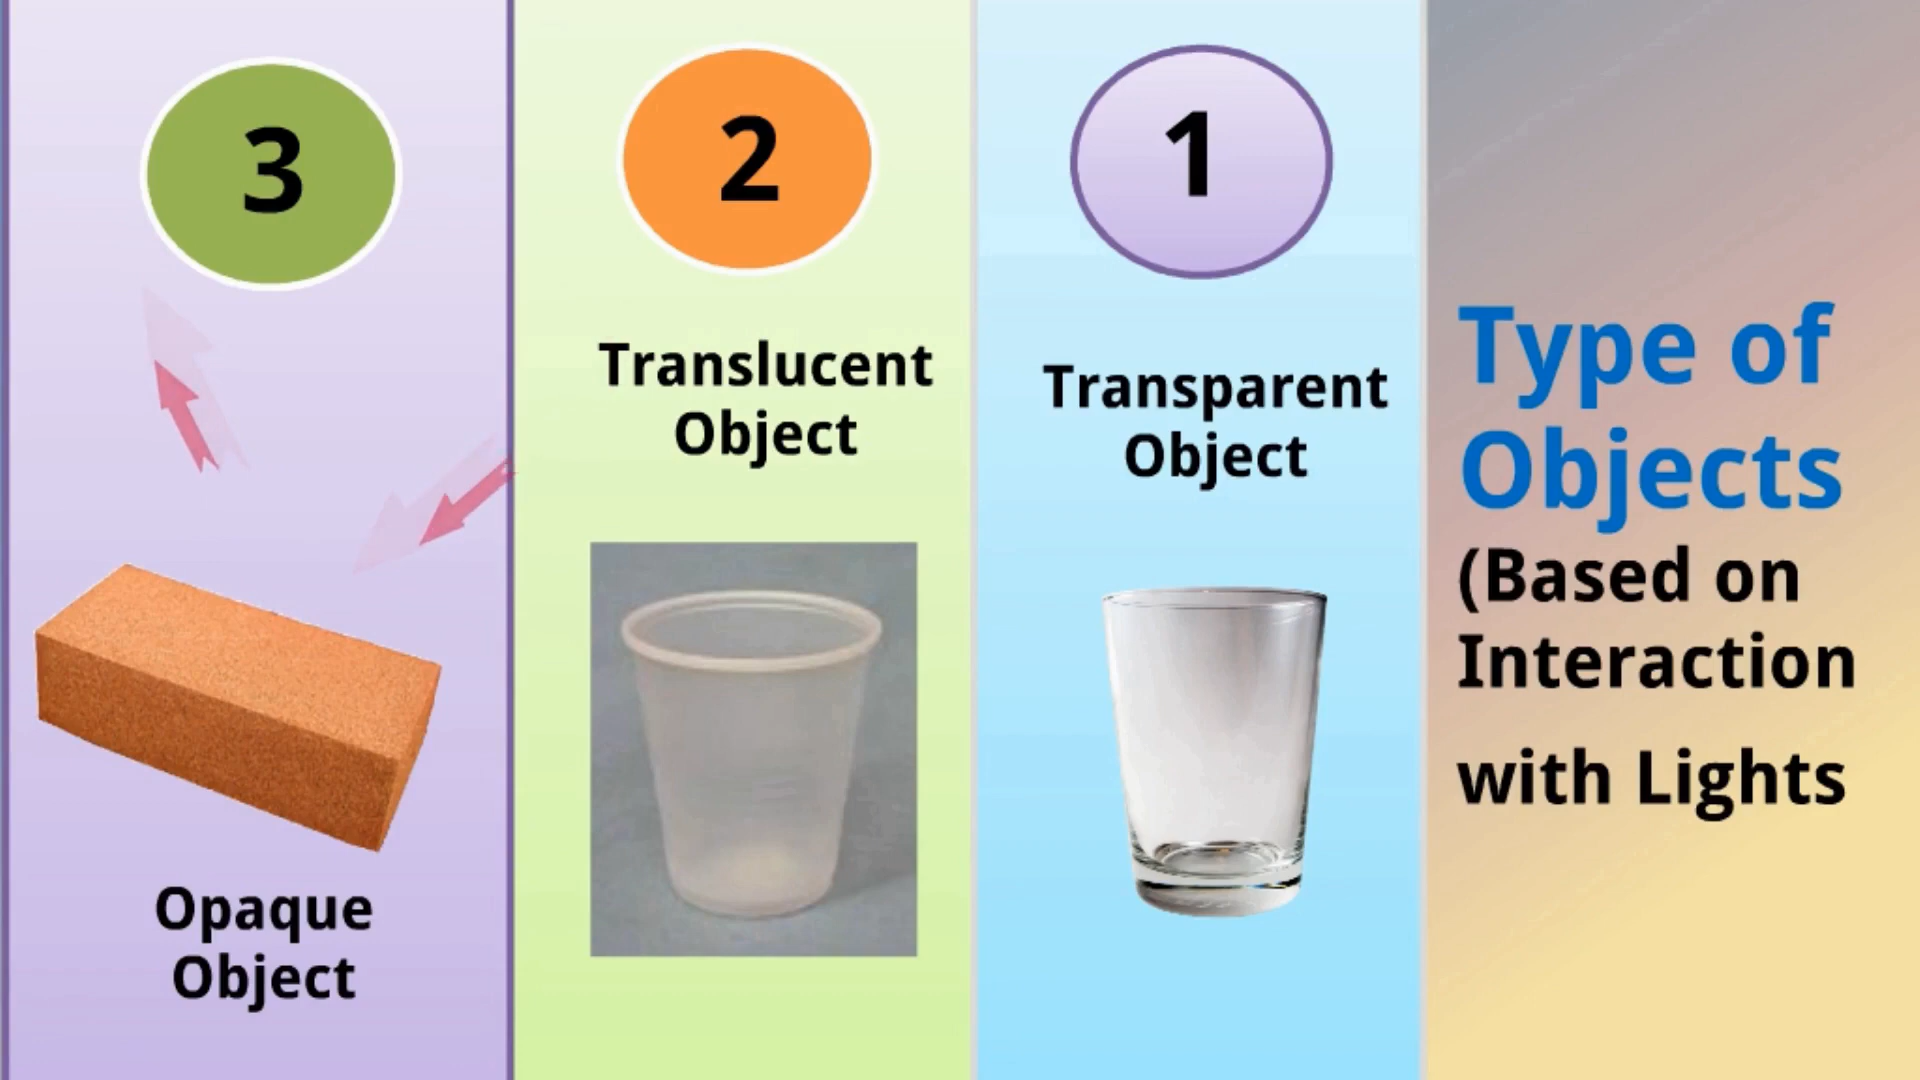 3
2
1
Translucent
Object
Transparent
Object
Opaque
Object
Type of
Objects
(Based on
Interaction
with Lights